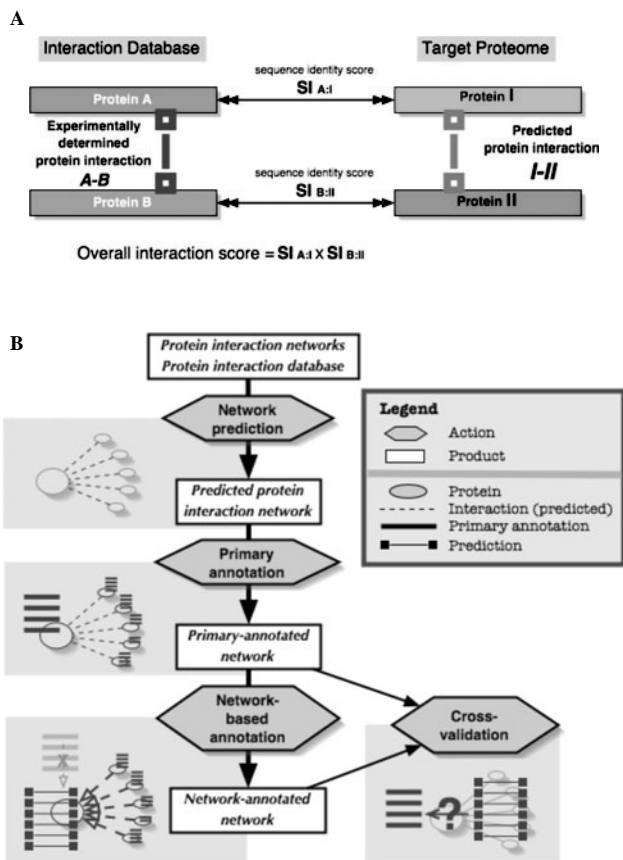 A
Interaction Database
Target Proteome
sequence identity score
SI A:I
Protein A
Protein I
Experimentally
determined
protein interaction
A-B
Predicted
protein interaction
I-II
sequence identity score
SI B:II
Protein B
Protein II
Overall interaction score = SI A:I X SI B:II
B
Protein interaction networks
Protein interaction database
Network
prediction
Predicted protein
interaction network
Primary
annotation
Primary-annotated
network
Network-
based
annotation
Cross-
validation
Network-annotated
network
?
Legend
Action
Product
Protein
Interaction (predicted)
Primary annotation
Prediction